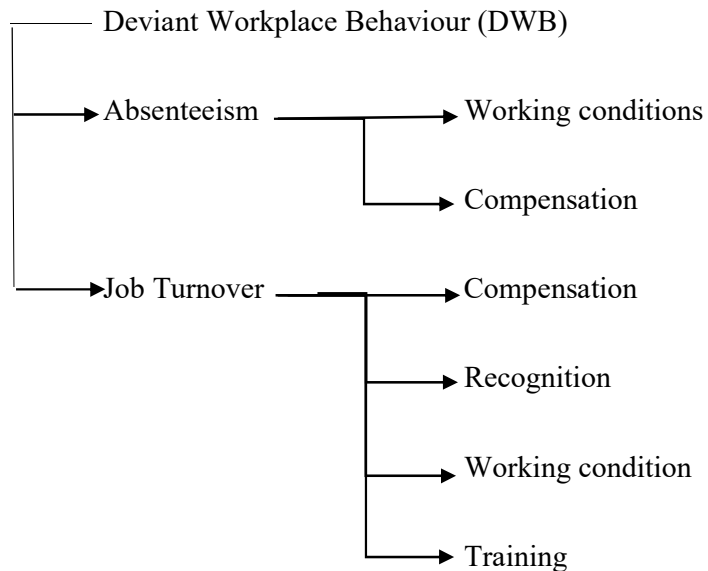 Deviant Workplace Behaviour (DWB)
Absenteeism
Working conditions
Compensation
Job Turnover
Compensation
Recognition
Working condition
Training